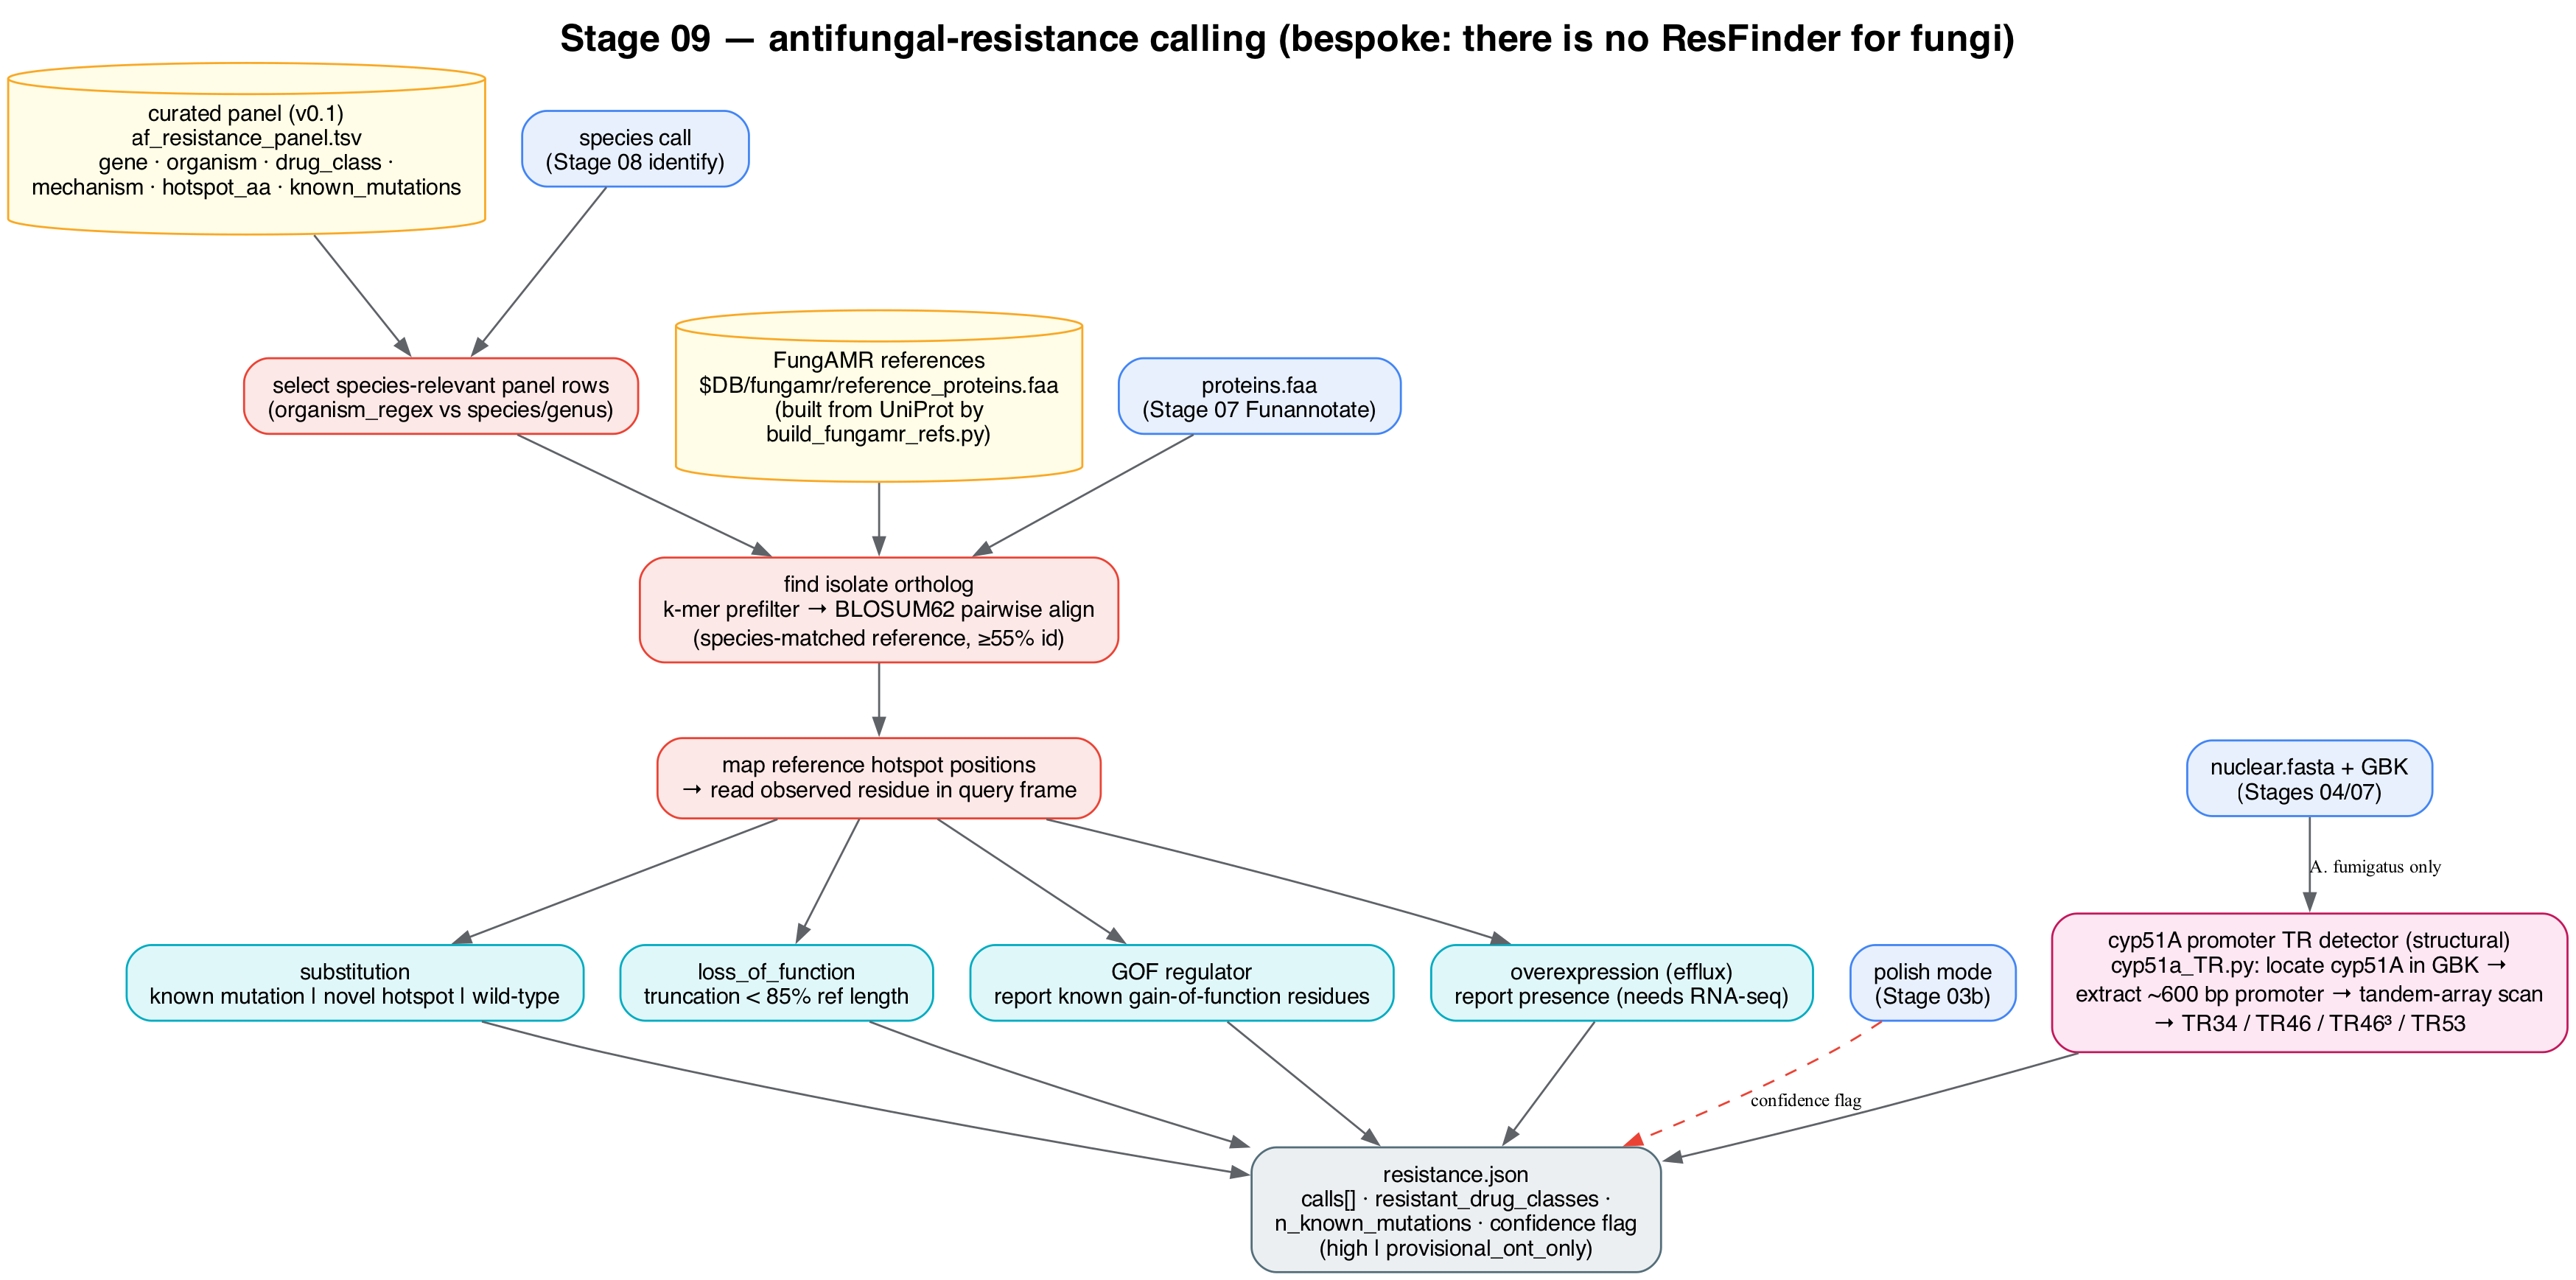 Stage 09 — antifungal-resistance calling (bespoke: there is no ResFinder for fungi)
curated panel (v0.1)
af_resistance_panel.tsv
gene · organism · drug_class ·
mechanism · hotspot_aa · known_mutations
species call
(Stage 08 identify)
select species-relevant panel rows
(organism_regex vs species/genus)
FungAMR references
$DB/fungamr/reference_proteins.faa
(built from UniProt by
build_fungamr_refs.py)
proteins.faa
(Stage 07 Funannotate)
find isolate ortholog
k-mer prefilter → BLOSUM62 pairwise align
(species-matched reference, ≥55% id)
map reference hotspot positions
→ read observed residue in query frame
nuclear.fasta + GBK
(Stages 04/07)
A. fumigatus only
substitution
known mutation | novel hotspot | wild-type
loss_of_function
truncation < 85% ref length
GOF regulator
report known gain-of-function residues
overexpression (efflux)
report presence (needs RNA-seq)
polish mode
(Stage 03b)
cyp51A promoter TR detector (structural)
cyp51a_TR.py: locate cyp51A in GBK →
extract ~600 bp promoter → tandem-array scan
→ TR34 / TR46 / TR46³ / TR53
confidence flag
resistance.json
calls[] · resistant_drug_classes ·
n_known_mutations · confidence flag
(high | provisional_ont_only)